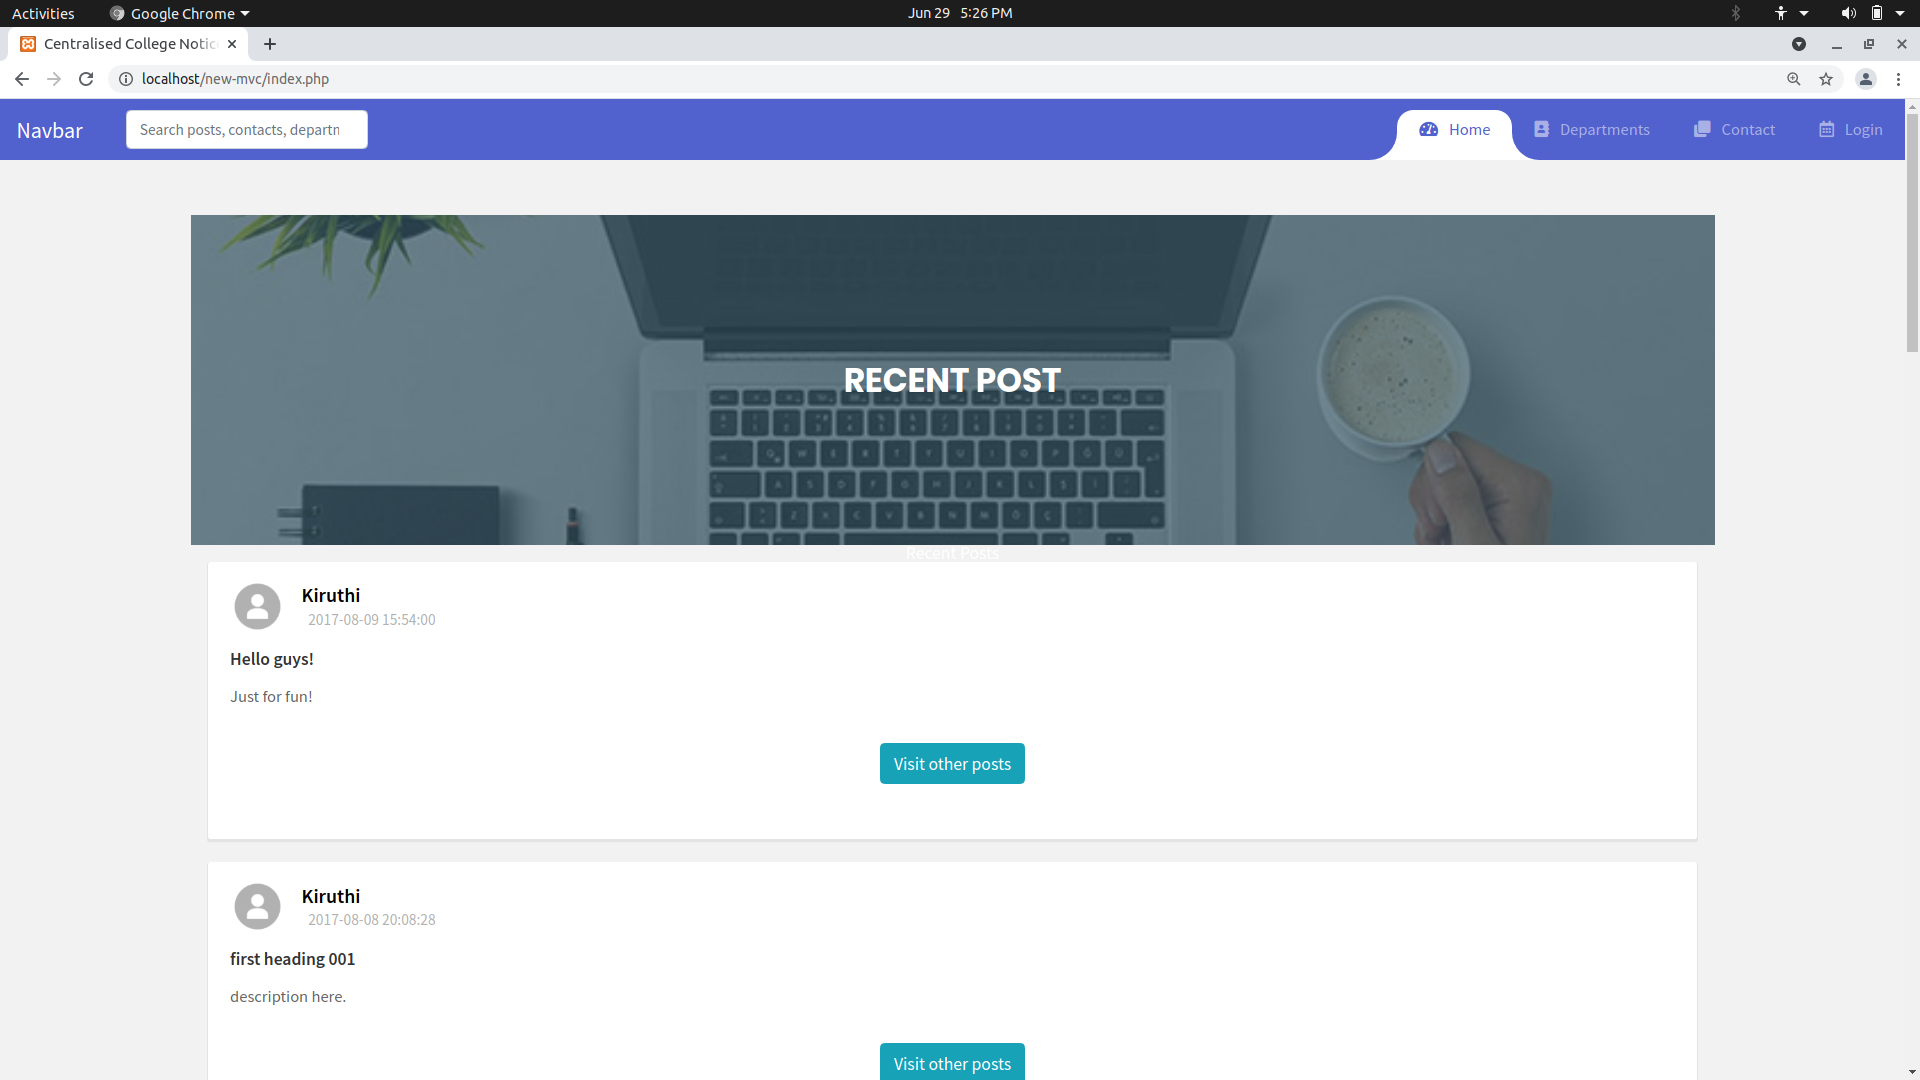 Activities
Google Chrome
Jun 29 5:26 PM
Centralised College Notic
localhost/new-mvc/index.php
Navbar
Search posts, contacts, departn
Home
Departments
Contact
Login
RECENT POST
Recent Posts
Kiruthi
2017-08-09 15:54:00
Hello guys!
Just for fun!
Visit other posts
Kiruthi
2017-08-08 20:08:28
first heading 001
description here.
Visit other posts